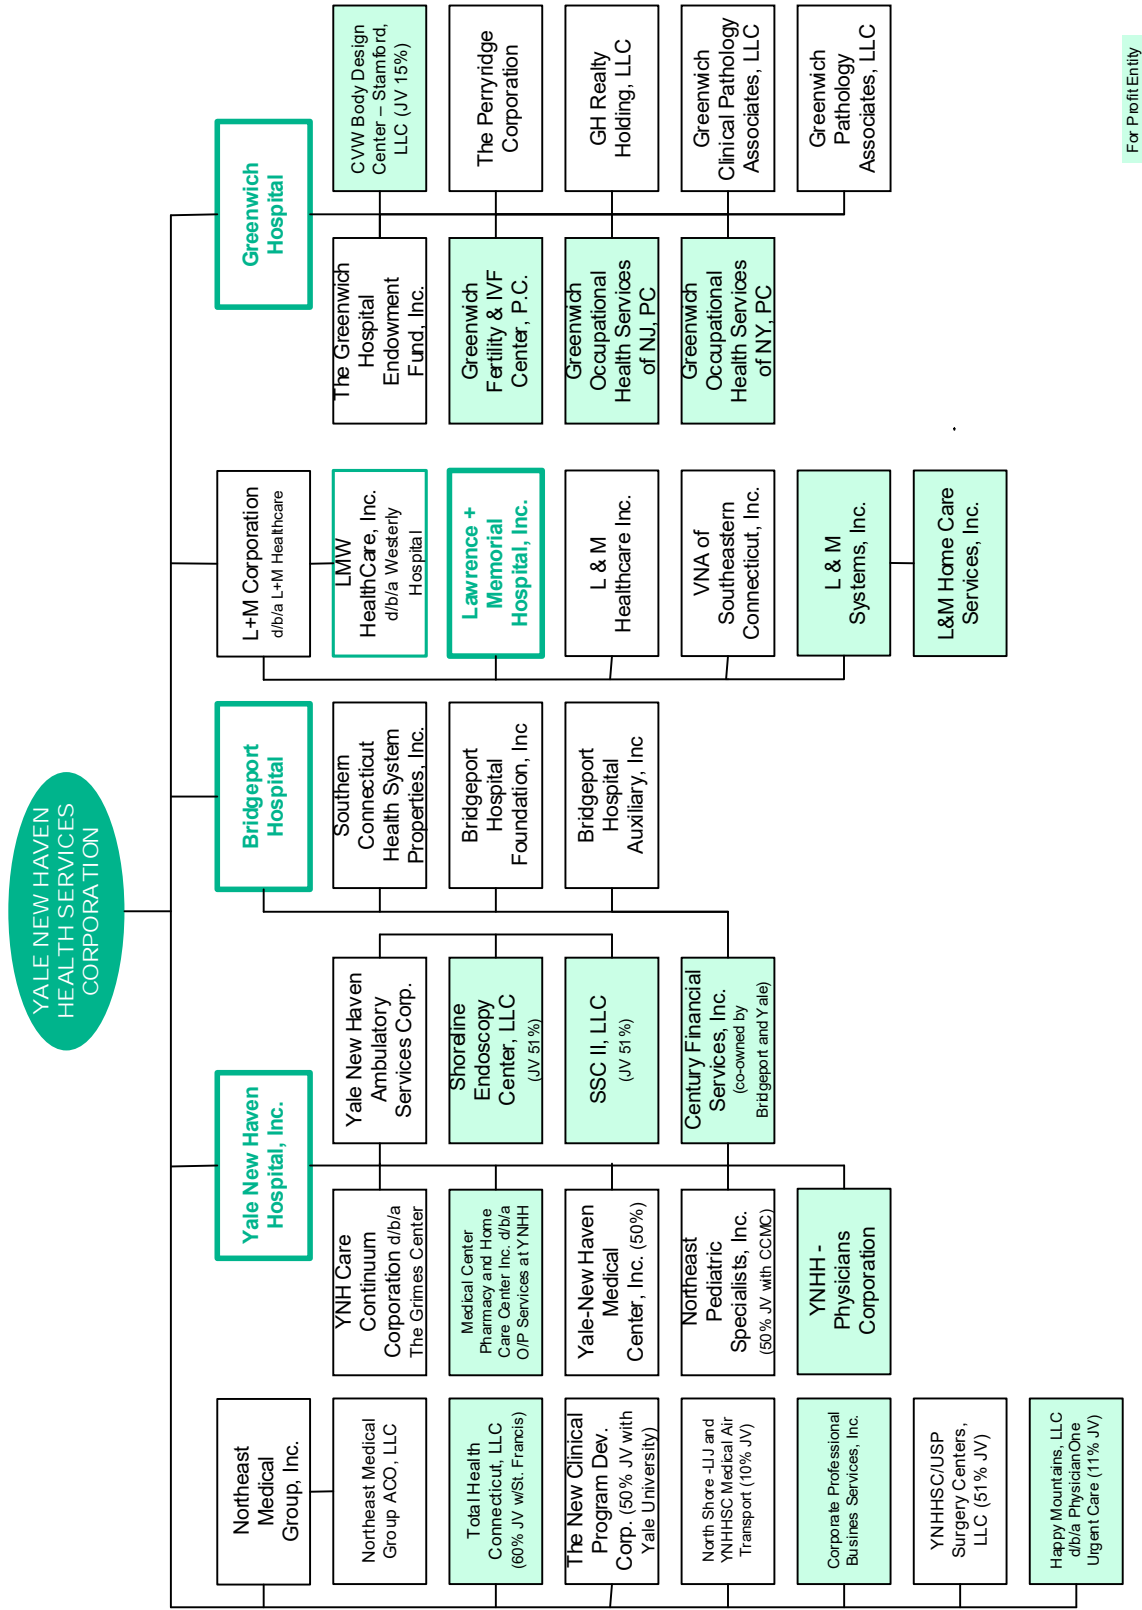 YALE NEW HAVEN
HEALTH SERVICES
CORPORATION
Northeast
Medical
Group, Inc.
Northeast Medical
Group ACO, LLC
Total Health
Connecticut, LLC
(60% JV w/St. Francis)
The New Clinical
Program Dev.
Corp. (50% JV with
Yale University)
North Shore -LIJ and
YNHHSC Medical Air
Transport (10% JV)
Corporate Professional
Busines Services, Inc.
YNHHSC/USP
Surgery Centers,
LLC (51% JV)
Happy Mountains, LLC
d/b/a PhysicianOne
Urgent Care (11% JV)
Yale New Haven
Hospital, Inc.
YNH Care
Continuum
Corporation d/b/a
The Grimes Center
Medical Center
Pharmacy and Home
Care Center Inc. d/b/a
O/P Services at YNHH
Yale-New Haven
Medical
Center, Inc. (50%)
Northeast
Pediatric
Specialists, Inc.
(50% JV with CCMC)
YNHH -
Physicians
Corporation
Yale New Haven
Ambulatory
Services Corp.
Shoreline
Endoscopy
Center, LLC
(JV 51%)
SSC II, LLC
(JV 51%)
Century Financial
Services, Inc.
(co-owned by
Bridgeport and Yale)
Bridgeport
Hospital
Southern
Connecticut
Health System
Properties, Inc.
Bridgeport
Hospital
Foundation, Inc
Bridgeport
Hospital
Auxiliary, Inc
L+M Corporation
d/b/a L+M Healthcare
LMW
HealthCare, Inc.
d/b/a Westerly
Hospital
Lawrence +
Memorial
Hospital, Inc.
L & M
Healthcare Inc.
VNA of
Southeastern
Connecticut, Inc.
L & M
Systems, Inc.
L&M Home Care
Services, Inc.
Greenwich
Hospital
The Greenwich
Hospital
Endowment
Fund, Inc.
Greenwich
Fertility & IVF
Center, P.C.
Greenwich
Occupational
Health Services
of NJ, PC
Greenwich
Occupational
Health Services
of NY, PC
CVW Body Design
Center – Stamford,
LLC (JV 15%)
The Perryridge
Corporation
GH Realty
Holding, LLC
Greenwich
Clinical Pathology
Associates, LLC
Greenwich
Pathology
Associates, LLC
For Profit Entity